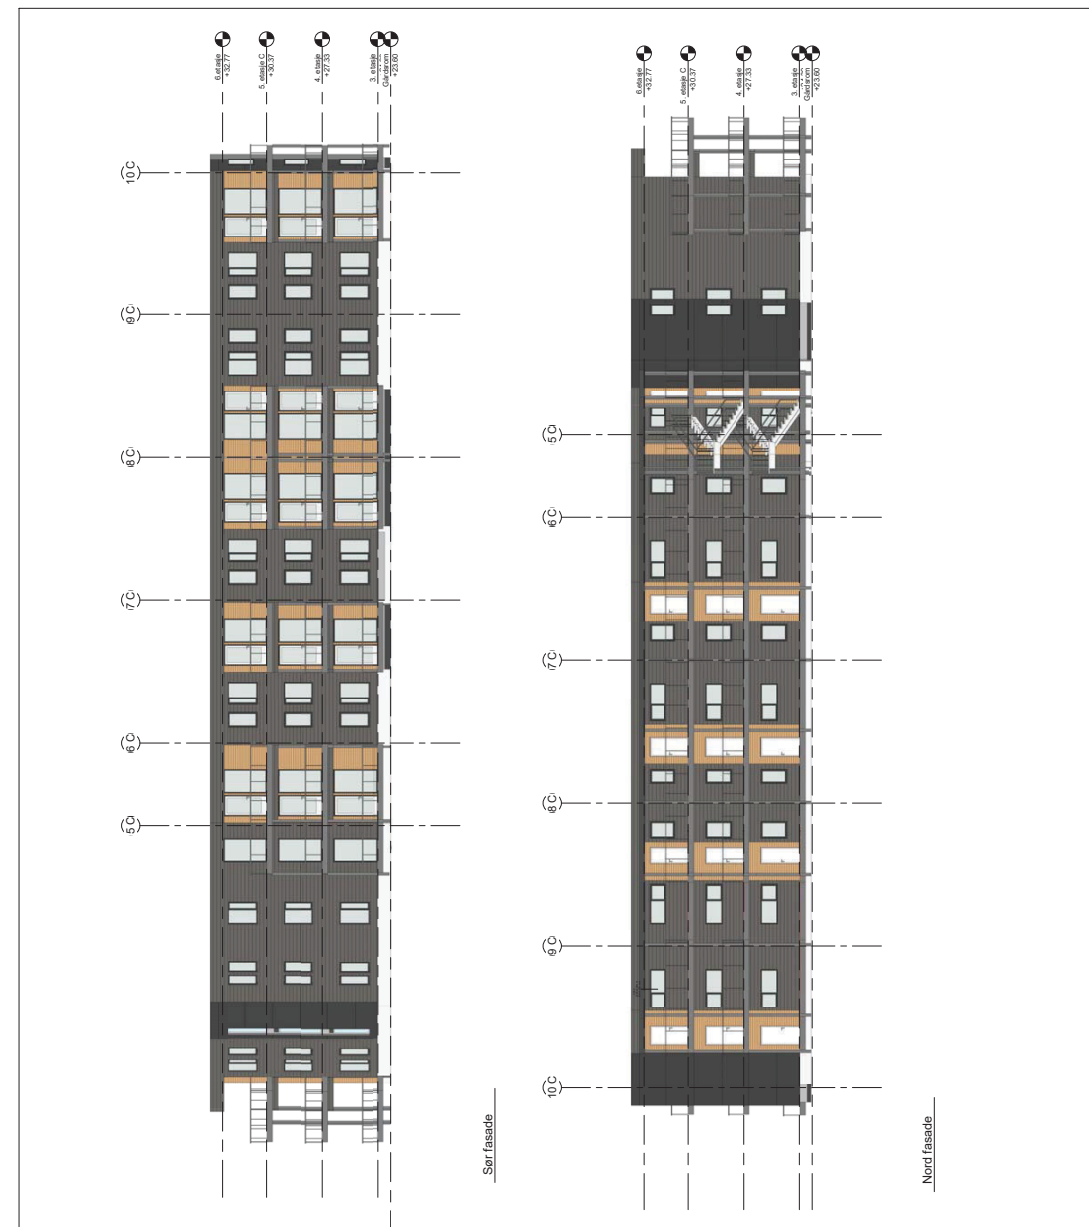 6.etasje
+32.77
5. etasje C
+30.37
4. etasje
+27.33
3. etasje
Gårdsrom
+23.60
10 C
9 C
8 C
7 C
6 C
5 C
Sør fasade
6.etasje
+32.77
5. etasje C
+30.37
4. etasje
+27.33
3. etasje
Gårdsrom
+23.60
5 C
6 C
7 C
8 C
9 C
10 C
Nord fasade